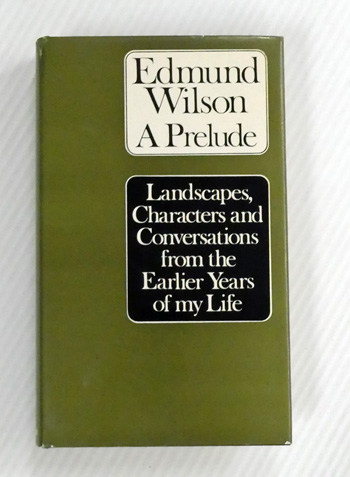 Edmund
Wilson
A Prelude
Landscapes,
Characters and
Conversations
from the
Earlier Years
of my Life